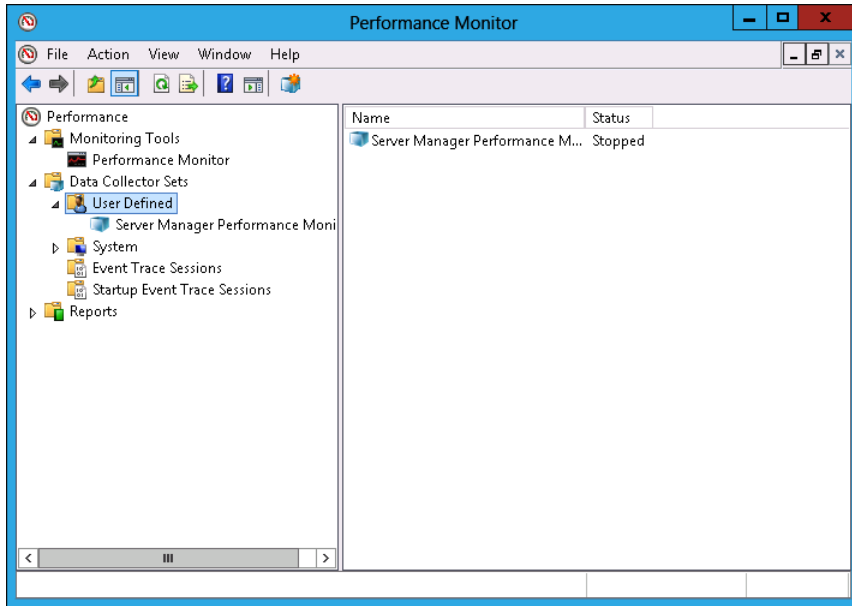 Performance Monitor
File Action View Window Help
Performance
Monitoring Tools
Performance Monitor
Data Collector Sets
User Defined
Server Manager Performance Moni
System
Event Trace Sessions
Startup Event Trace Sessions
Reports
Name Status
Server Manager Performance M... Stopped